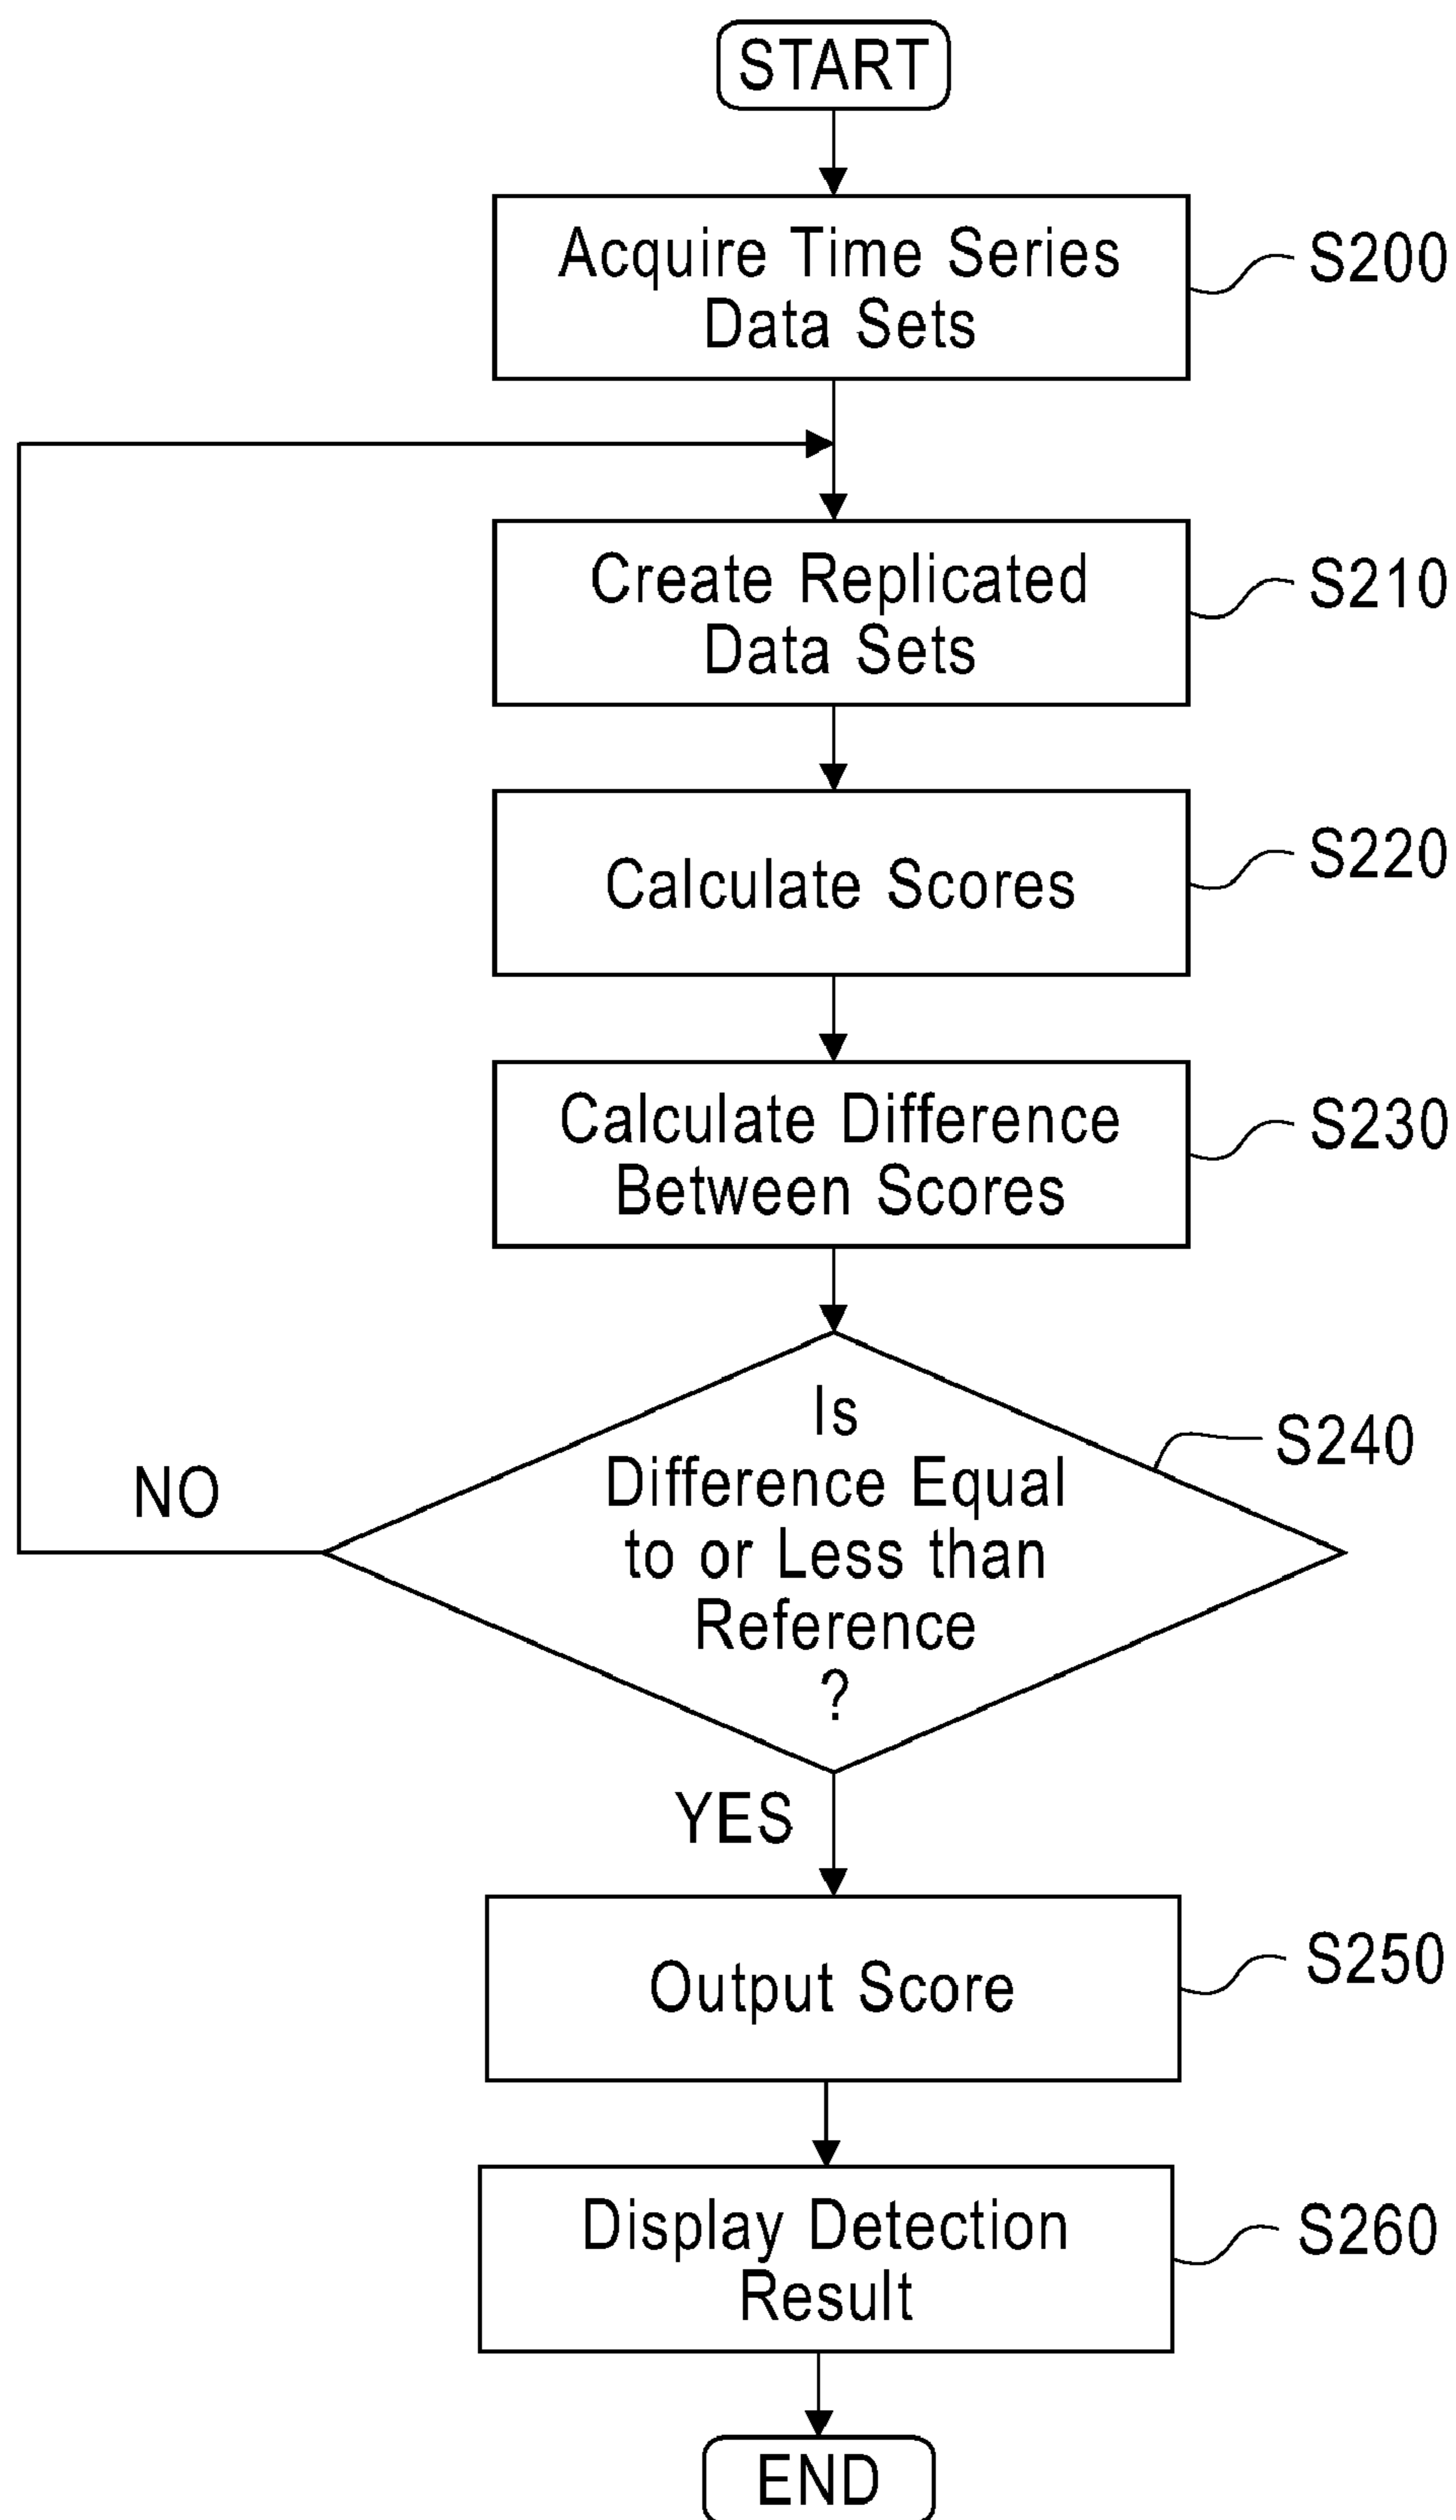 START
Acquire Time Series
Data Sets
S200
Create Replicated
Data Sets
S210
Calculate Scores
S220
Calculate Difference
Between Scores
S230
Is
Difference Equal
to or Less than
Reference
?
S240
NO
YES
Output Score
S250
Display Detection
Result
S260
END